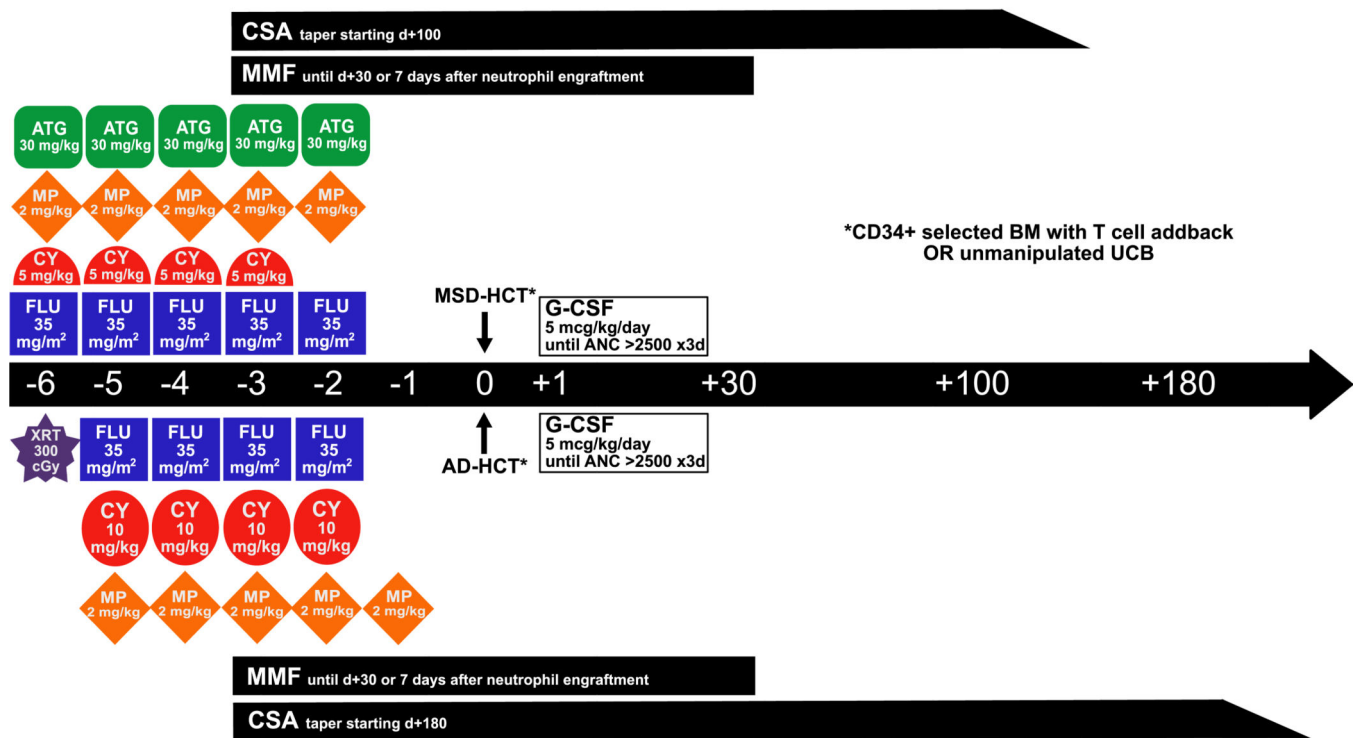 CSA taper starting d+100
MMF until d+30 or 7 days after neutrophil engraftment
ATG ATG ATG ATG ATG
30 mg/kg 30 mg/kg 30 mg/kg 30 mg/kg 30 mg/kg
MP MP MP MP MP
2 mg/kg 2 mg/kg 2 mg/kg 2 mg/kg 2 mg/kg
*CD34+ selected BM with T cell addback
OR unmanipulated UCB
CY CY CY CY
5 mg/kg 5 mg/kg 5 mg/kg 5 mg/kg
FLU FLU FLU FLU FLU
35 35 35 35 35
mg/m² mg/m² mg/m² mg/m² mg/m²
MSD-HCT*
G-CSF
5 mcg/kg/day
until ANC >2500 x3d
-6 -5 -4 -3 -2 -1 0 +1 +30 +100 +180
XRT
300
cGy
FLU FLU FLU FLU
35 35 35 35
mg/m² mg/m² mg/m² mg/m²
AD-HCT*
G-CSF
5 mcg/kg/day
until ANC >2500 x3d
CY CY CY CY
10 10 10 10
mg/kg mg/kg mg/kg mg/kg
MP MP MP MP MP
2 mg/kg 2 mg/kg 2 mg/kg 2 mg/kg 2 mg/kg
MMF until d+30 or 7 days after neutrophil engraftment
CSA taper starting d+180